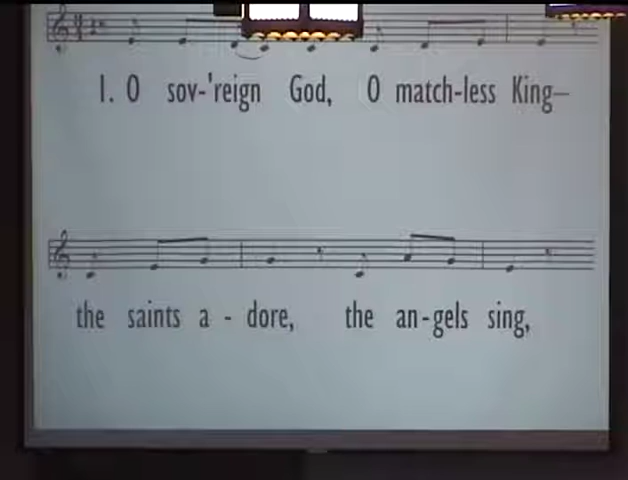 1. O sov-'reign God, O match-less King—
the saints a - dore, the an-gels sing,